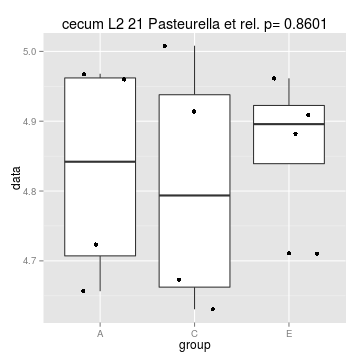 cecum L2 21 Pasteurella et rel. p= 0.8601
5.0
4.9
4.8
4.7
data
A C E
group